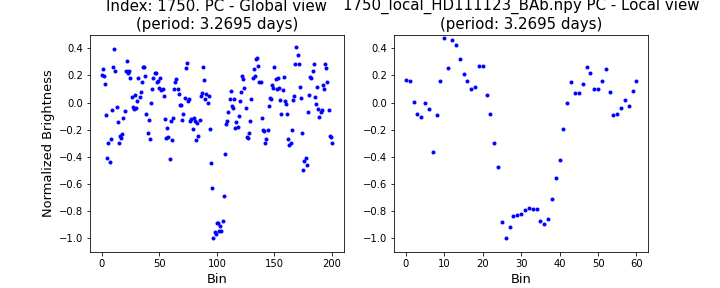 Index: 1750. PC - Global view
(period: 3.2695 days)
1750_local_HD111123_BAb.npy PC - Local view
(period: 3.2695 days)
Normalized Brightness
0.4
0.2
0.0
−0.2
−0.4
−0.6
−0.8
−1.0
0 50 100 150 200
Bin
0.4
0.2
0.0
−0.2
−0.4
−0.6
−0.8
−1.0
0 10 20 30 40 50 60
Bin